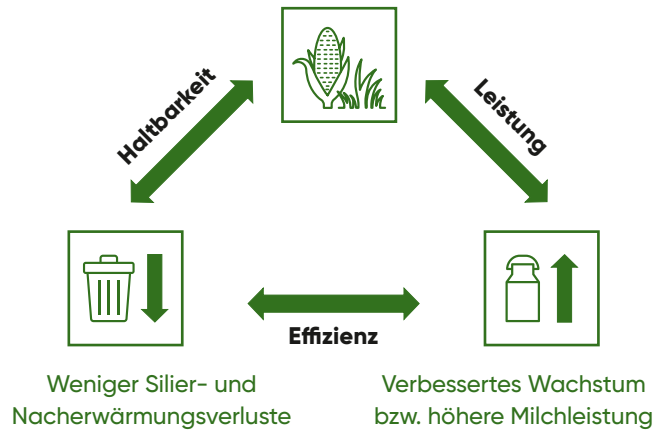 Haltbarkeit
Leistung
Effizienz
Weniger Silier- und
Nacherwärmungsverluste
Verbessertes Wachstum
bzw. höhere Milchleistung